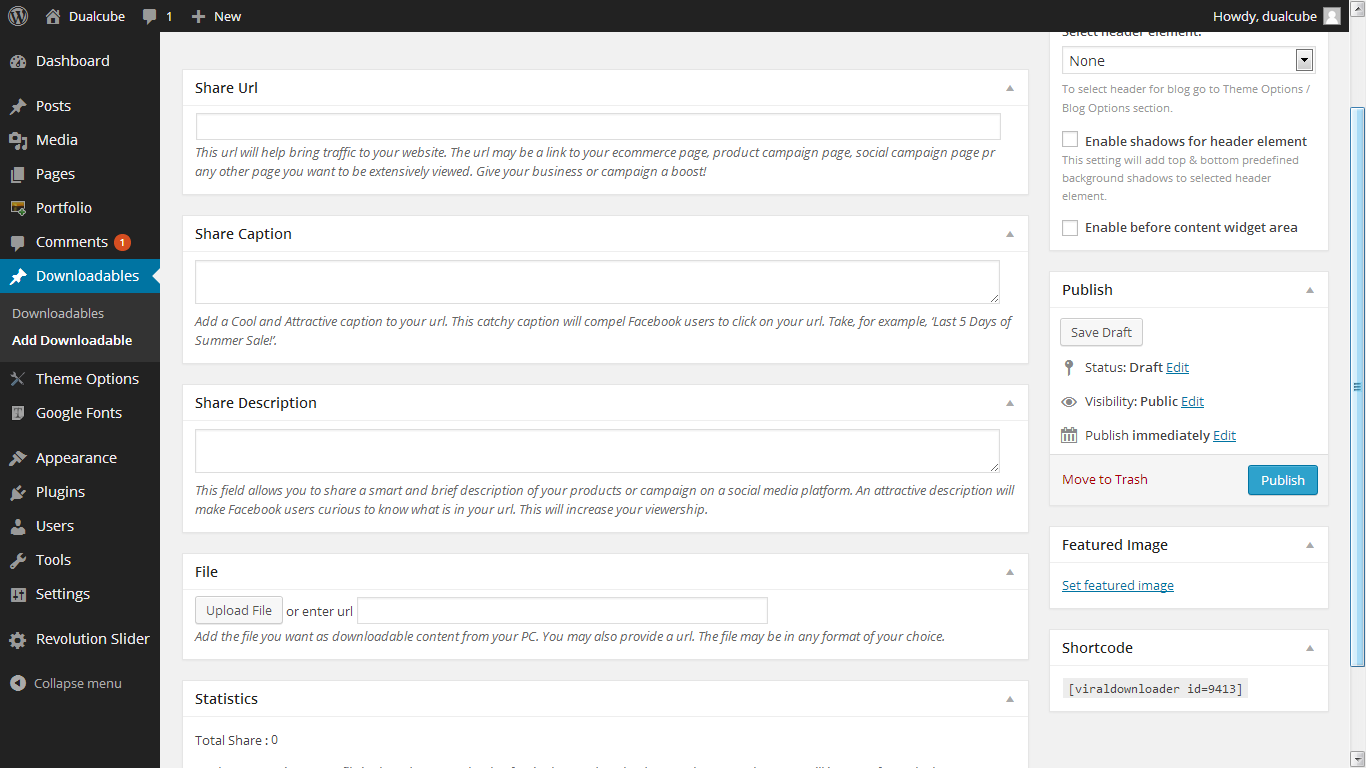 Dualcube
1
New
Howdy, dualcube
Dashboard
Posts
Media
Pages
Portfolio
Comments 1
Downloadables
Downloadables
Add Downloadable
Theme Options
Google Fonts
Appearance
Plugins
Users
Tools
Settings
Revolution Slider
Collapse menu
Share Url
This url will help bring traffic to your website. The url may be a link to your ecommerce page, product campaign page, social campaign page pr
any other page you want to be extensively viewed. Give your business or campaign a boost!
Share Caption
Add a Cool and Attractive caption to your url. This catchy caption will compel Facebook users to click on your url. Take, for example, ‘Last 5 Days of
Summer Sale!’.
Share Description
This field allows you to share a smart and brief description of your products or campaign on a social media platform. An attractive description will
make Facebook users curious to know what is in your url. This will increase your viewership.
File
Upload File or enter url
Add the file you want as downloadable content from your PC. You may also provide a url. The file may be in any format of your choice.
Statistics
Total Share : 0
Select header element:
None
To select header for blog go to Theme Options /
Blog Options section.
Enable shadows for header element
This setting will add top & bottom predefined
background shadows to selected header
element.
Enable before content widget area
Publish
Save Draft
Status: Draft Edit
Visibility: Public Edit
Publish immediately Edit
Move to Trash
Publish
Featured Image
Set featured image
Shortcode
[viraldownloader id=9413]